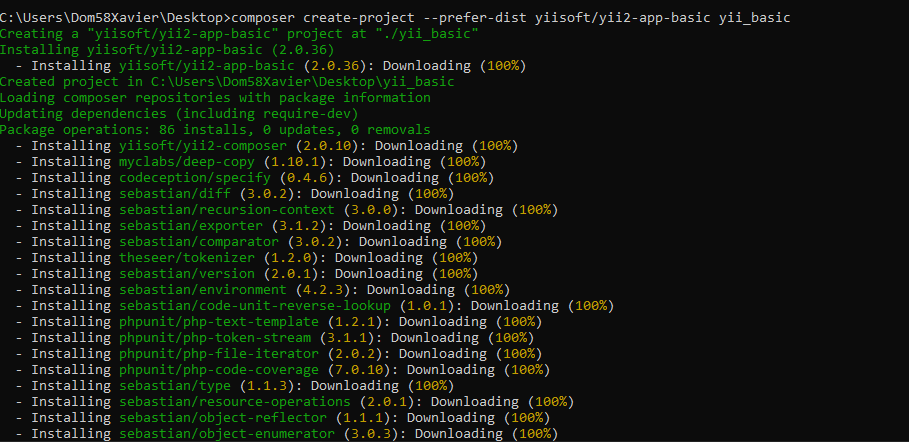 C:\Users\Dom58Xavier\Desktop>composer create-project --prefer-dist yiisoft/yii2-app-basic yii_basic
Creating a "yiisoft/yii2-app-basic" project at "./yii_basic"
Installing yiisoft/yii2-app-basic (2.0.36)
  - Installing yiisoft/yii2-app-basic (2.0.36): Downloading (100%)
Created project in C:\Users\Dom58Xavier\Desktop\yii_basic
Loading composer repositories with package information
Updating dependencies (including require-dev)
Package operations: 86 installs, 0 updates, 0 removals
  - Installing yiisoft/yii2-composer (2.0.10): Downloading (100%)
  - Installing myclabs/deep-copy (1.10.1): Downloading (100%)
  - Installing codeception/specify (0.4.6): Downloading (100%)
  - Installing sebastian/diff (3.0.2): Downloading (100%)
  - Installing sebastian/recursion-context (3.0.0): Downloading (100%)
  - Installing sebastian/exporter (3.1.2): Downloading (100%)
  - Installing sebastian/comparator (3.0.2): Downloading (100%)
  - Installing theseer/tokenizer (1.2.0): Downloading (100%)
  - Installing sebastian/version (2.0.1): Downloading (100%)
  - Installing sebastian/environment (4.2.3): Downloading (100%)
  - Installing sebastian/code-unit-reverse-lookup (1.0.1): Downloading (100%)
  - Installing phpunit/php-text-template (1.2.1): Downloading (100%)
  - Installing phpunit/php-token-stream (3.1.1): Downloading (100%)
  - Installing phpunit/php-file-iterator (2.0.2): Downloading (100%)
  - Installing phpunit/php-code-coverage (7.0.10): Downloading (100%)
  - Installing sebastian/type (1.1.3): Downloading (100%)
  - Installing sebastian/resource-operations (2.0.1): Downloading (100%)
  - Installing sebastian/object-reflector (1.1.1): Downloading (100%)
  - Installing sebastian/object-enumerator (3.0.3): Downloading (100%)